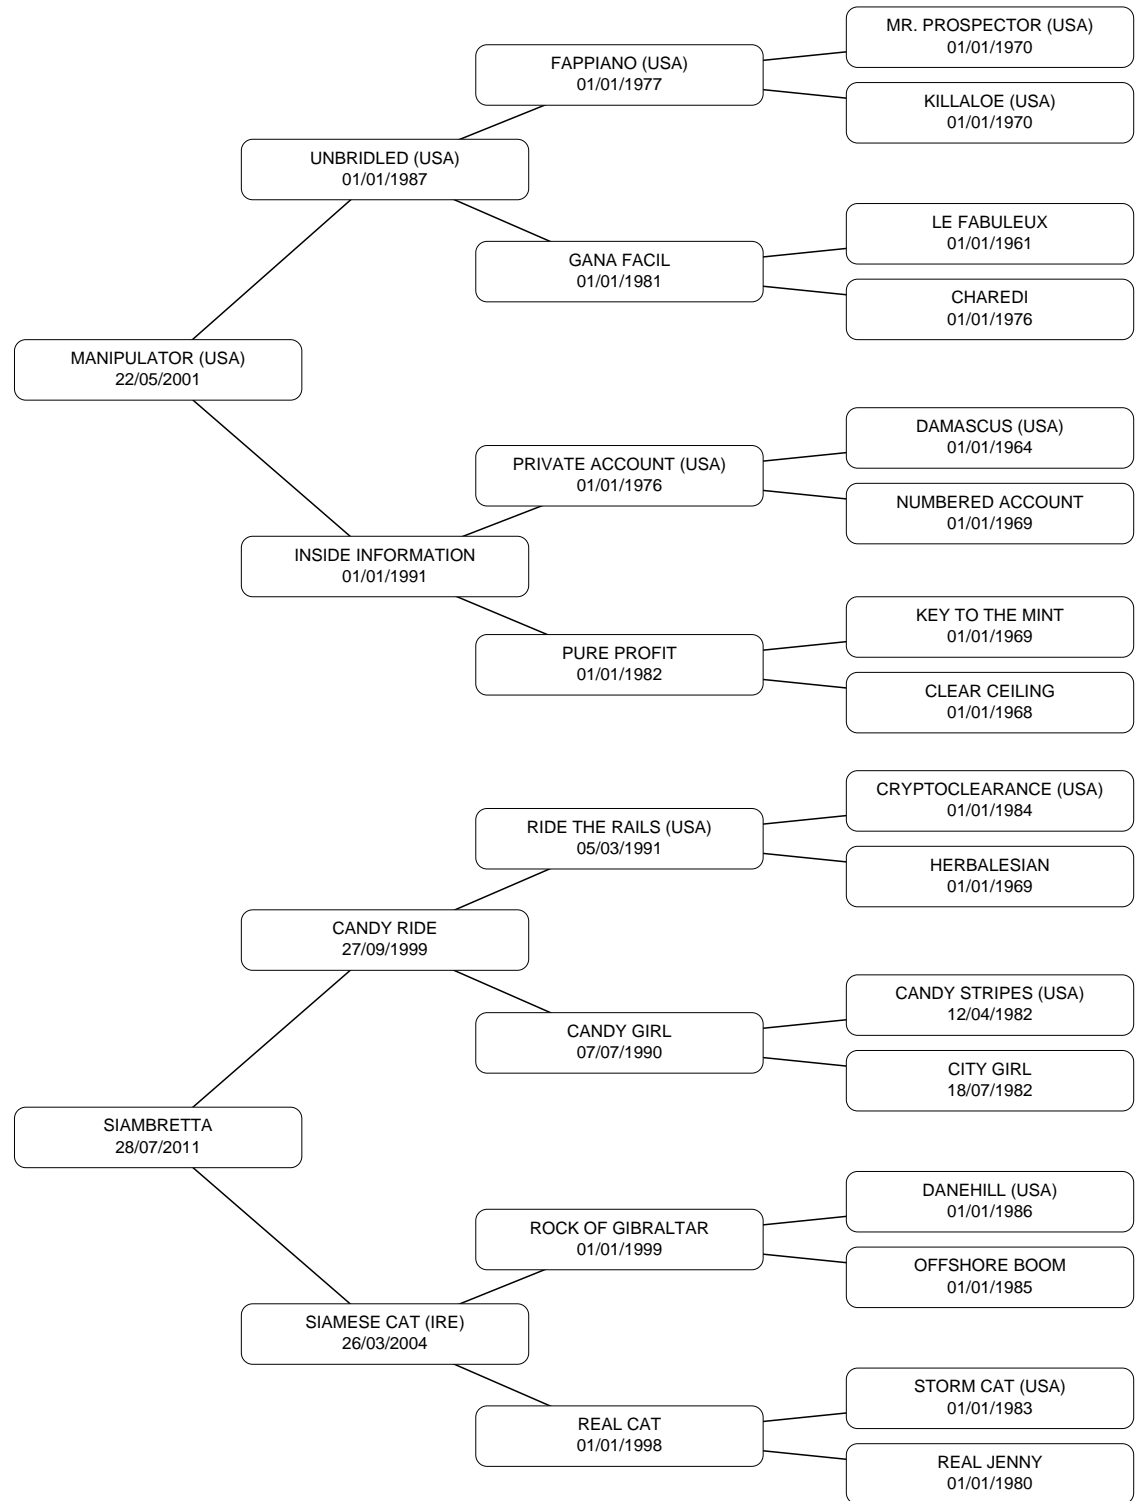 MR. PROSPECTOR (USA)
01/01/1970
FAPPIANO (USA)
01/01/1977
KILLALOE (USA)
01/01/1970
UNBRIDLED (USA)
01/01/1987
LE FABULEUX
01/01/1961
GANA FACIL
01/01/1981
CHAREDI
01/01/1976
MANIPULATOR (USA)
22/05/2001
DAMASCUS (USA)
01/01/1964
PRIVATE ACCOUNT (USA)
01/01/1976
NUMBERED ACCOUNT
01/01/1969
INSIDE INFORMATION
01/01/1991
KEY TO THE MINT
01/01/1969
PURE PROFIT
01/01/1982
CLEAR CEILING
01/01/1968
CRYPTOCLEARANCE (USA)
01/01/1984
RIDE THE RAILS (USA)
05/03/1991
HERBALESIAN
01/01/1969
CANDY RIDE
27/09/1999
CANDY STRIPES (USA)
12/04/1982
CANDY GIRL
07/07/1990
CITY GIRL
18/07/1982
SIAMBRETTA
28/07/2011
DANEHILL (USA)
01/01/1986
ROCK OF GIBRALTAR
01/01/1999
OFFSHORE BOOM
01/01/1985
SIAMESE CAT (IRE)
26/03/2004
STORM CAT (USA)
01/01/1983
REAL CAT
01/01/1998
REAL JENNY
01/01/1980